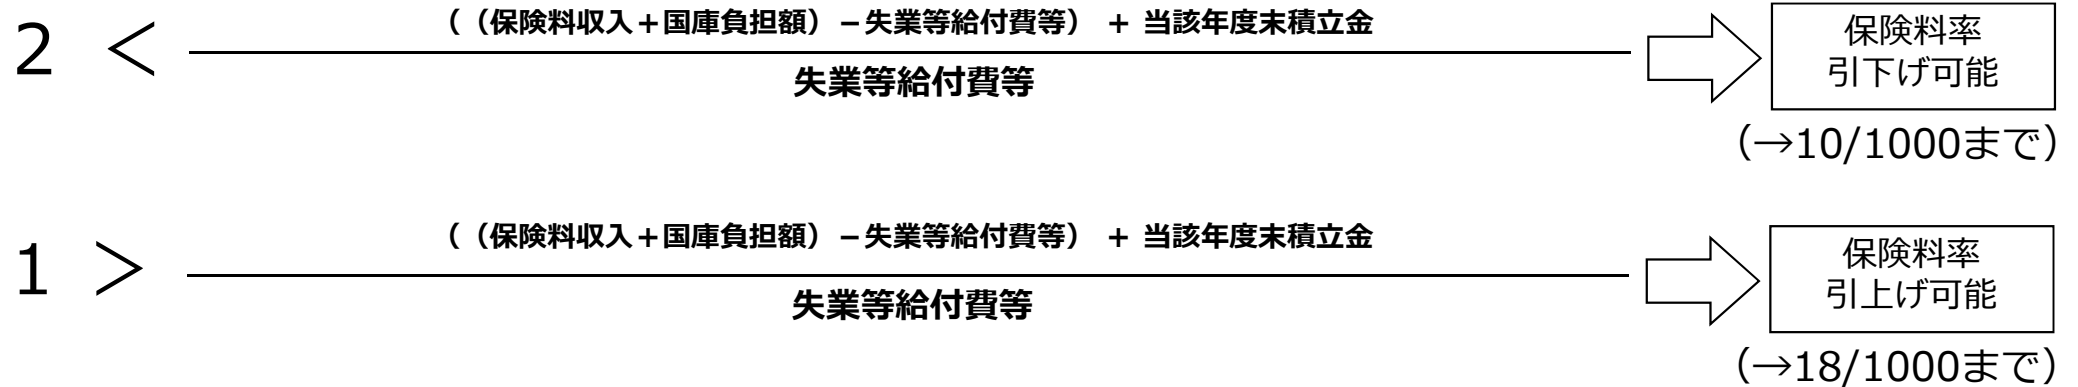 2 ＜
（（保険料収入＋国庫負担額）－失業等給付費等） ＋ 当該年度末積立金
失業等給付費等
保険料率
引下げ可能
（→10/1000まで）
1 ＞
（（保険料収入＋国庫負担額）－失業等給付費等） ＋ 当該年度末積立金
失業等給付費等
保険料率
引上げ可能
（→18/1000まで）